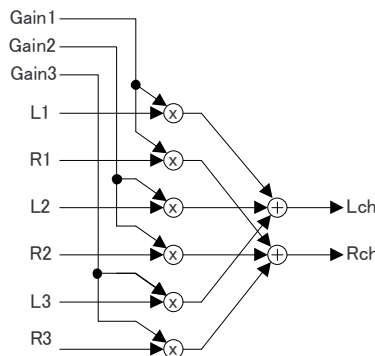 Gain1
Gain2
Gain3
L1
x
R1
x
L2
x
+
Lch
R2
x
+
Rch
L3
x
R3
x